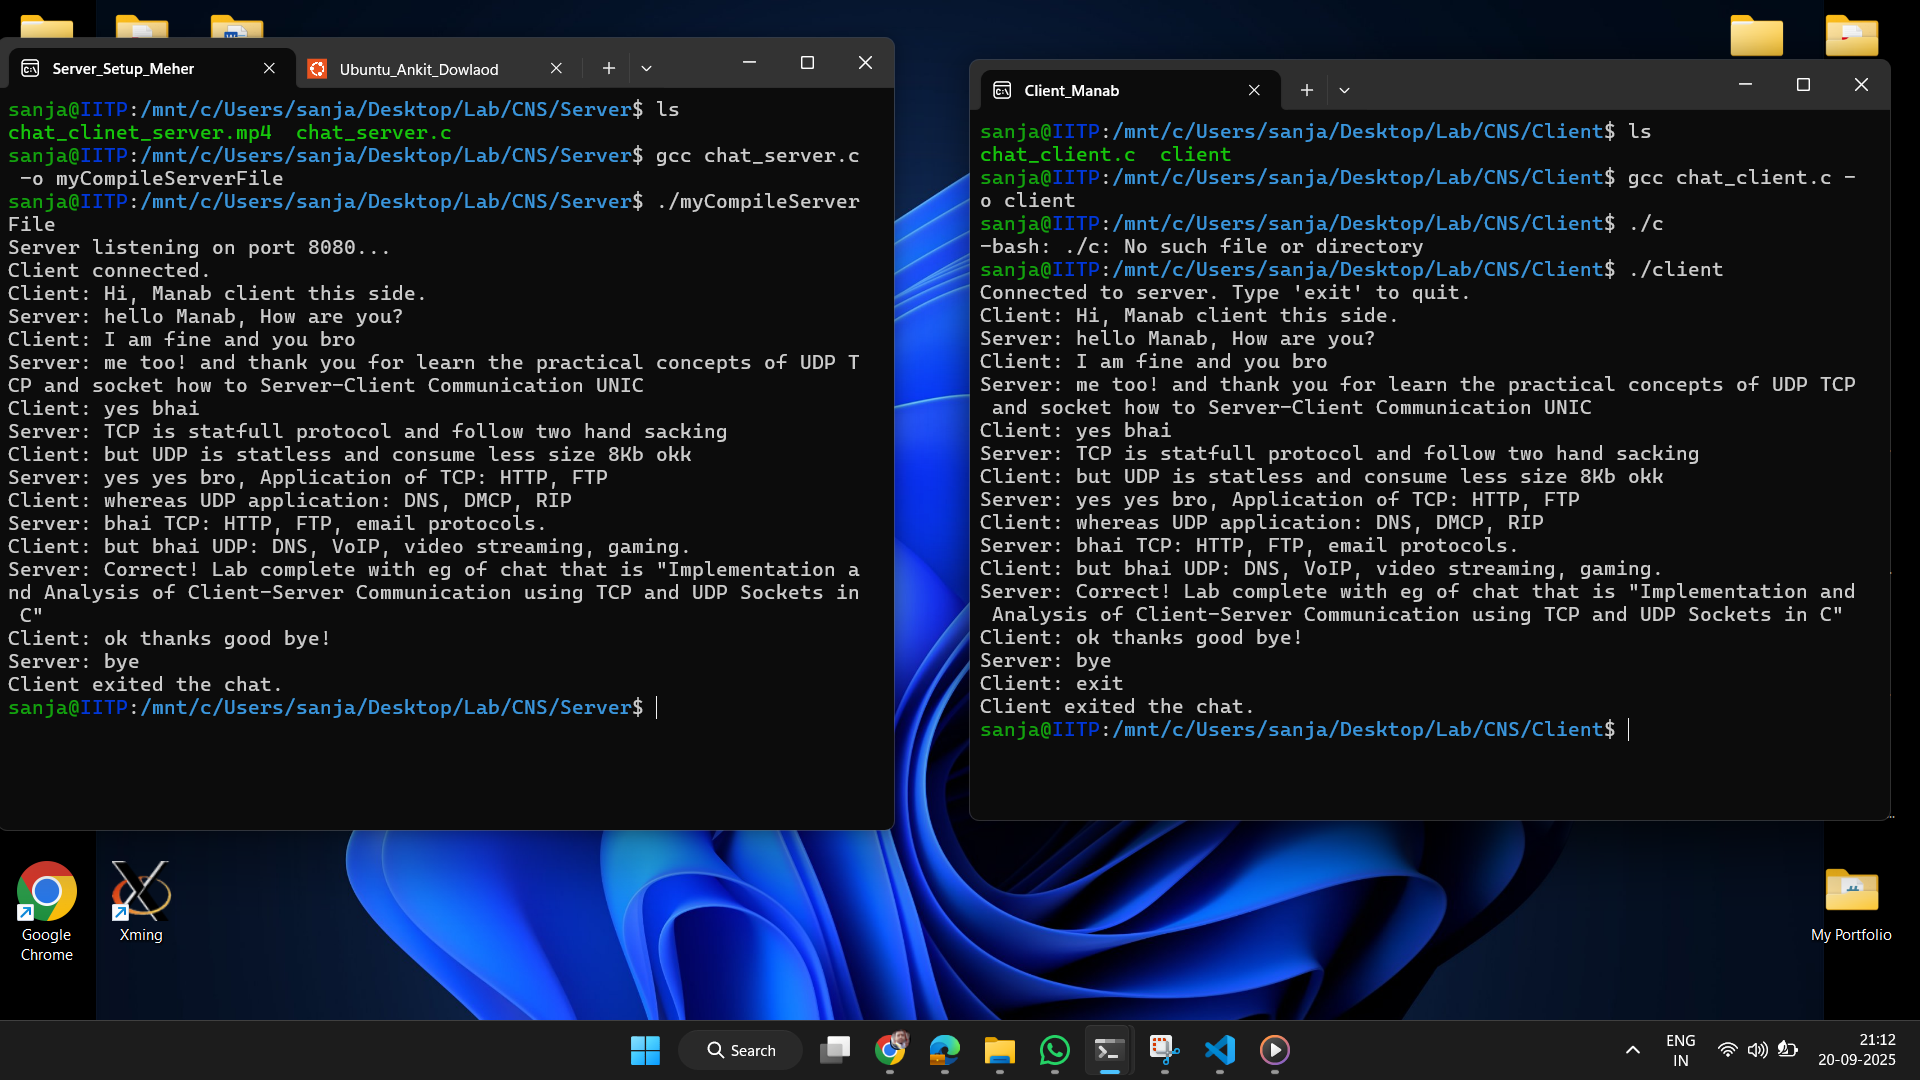 Server_Setup_Meher
Ubuntu_Ankit_Dowlaod
sanja@IITP:/mnt/c/Users/sanja/Desktop/Lab/CNS/Server$ ls
chat_clinet_server.mp4  chat_server.c
sanja@IITP:/mnt/c/Users/sanja/Desktop/Lab/CNS/Server$ gcc chat_server.c
 -o myCompileServerFile
sanja@IITP:/mnt/c/Users/sanja/Desktop/Lab/CNS/Server$ ./myCompileServer
File
Server listening on port 8080...
Client connected.
Client: Hi, Manab client this side.
Server: hello Manab, How are you?
Client: I am fine and you bro
Server: me too! and thank you for learn the practical concepts of UDP T
CP and socket how to Server-Client Communication UNIC
Client: yes bhai
Server: TCP is statfull protocol and follow two hand sacking
Client: but UDP is statless and consume less size 8Kb okk
Server: yes yes bro, Application of TCP: HTTP, FTP
Client: whereas UDP application: DNS, DMCP, RIP
Server: bhai TCP: HTTP, FTP, email protocols.
Client: but bhai UDP: DNS, VoIP, video streaming, gaming.
Server: Correct! Lab complete with eg of chat that is "Implementation a
nd Analysis of Client-Server Communication using TCP and UDP Sockets in
 C"
Client: ok thanks good bye!
Server: bye
Client exited the chat.
sanja@IITP:/mnt/c/Users/sanja/Desktop/Lab/CNS/Server$
Client_Manab
sanja@IITP:/mnt/c/Users/sanja/Desktop/Lab/CNS/Client$ ls
chat_client.c  client
sanja@IITP:/mnt/c/Users/sanja/Desktop/Lab/CNS/Client$ gcc chat_client.c -
o client
sanja@IITP:/mnt/c/Users/sanja/Desktop/Lab/CNS/Client$ ./c
-bash: ./c: No such file or directory
sanja@IITP:/mnt/c/Users/sanja/Desktop/Lab/CNS/Client$ ./client
Connected to server. Type 'exit' to quit.
Client: Hi, Manab client this side.
Server: hello Manab, How are you?
Client: I am fine and you bro
Server: me too! and thank you for learn the practical concepts of UDP TCP
 and socket how to Server-Client Communication UNIC
Client: yes bhai
Server: TCP is statfull protocol and follow two hand sacking
Client: but UDP is statless and consume less size 8Kb okk
Server: yes yes bro, Application of TCP: HTTP, FTP
Client: whereas UDP application: DNS, DMCP, RIP
Server: bhai TCP: HTTP, FTP, email protocols.
Client: but bhai UDP: DNS, VoIP, video streaming, gaming.
Server: Correct! Lab complete with eg of chat that is "Implementation and
 Analysis of Client-Server Communication using TCP and UDP Sockets in C"
Client: ok thanks good bye!
Server: bye
Client: exit
Client exited the chat.
sanja@IITP:/mnt/c/Users/sanja/Desktop/Lab/CNS/Client$
Google
Chrome
Xming
My Portfolio
Search
ENG
IN
21:12
20-09-2025